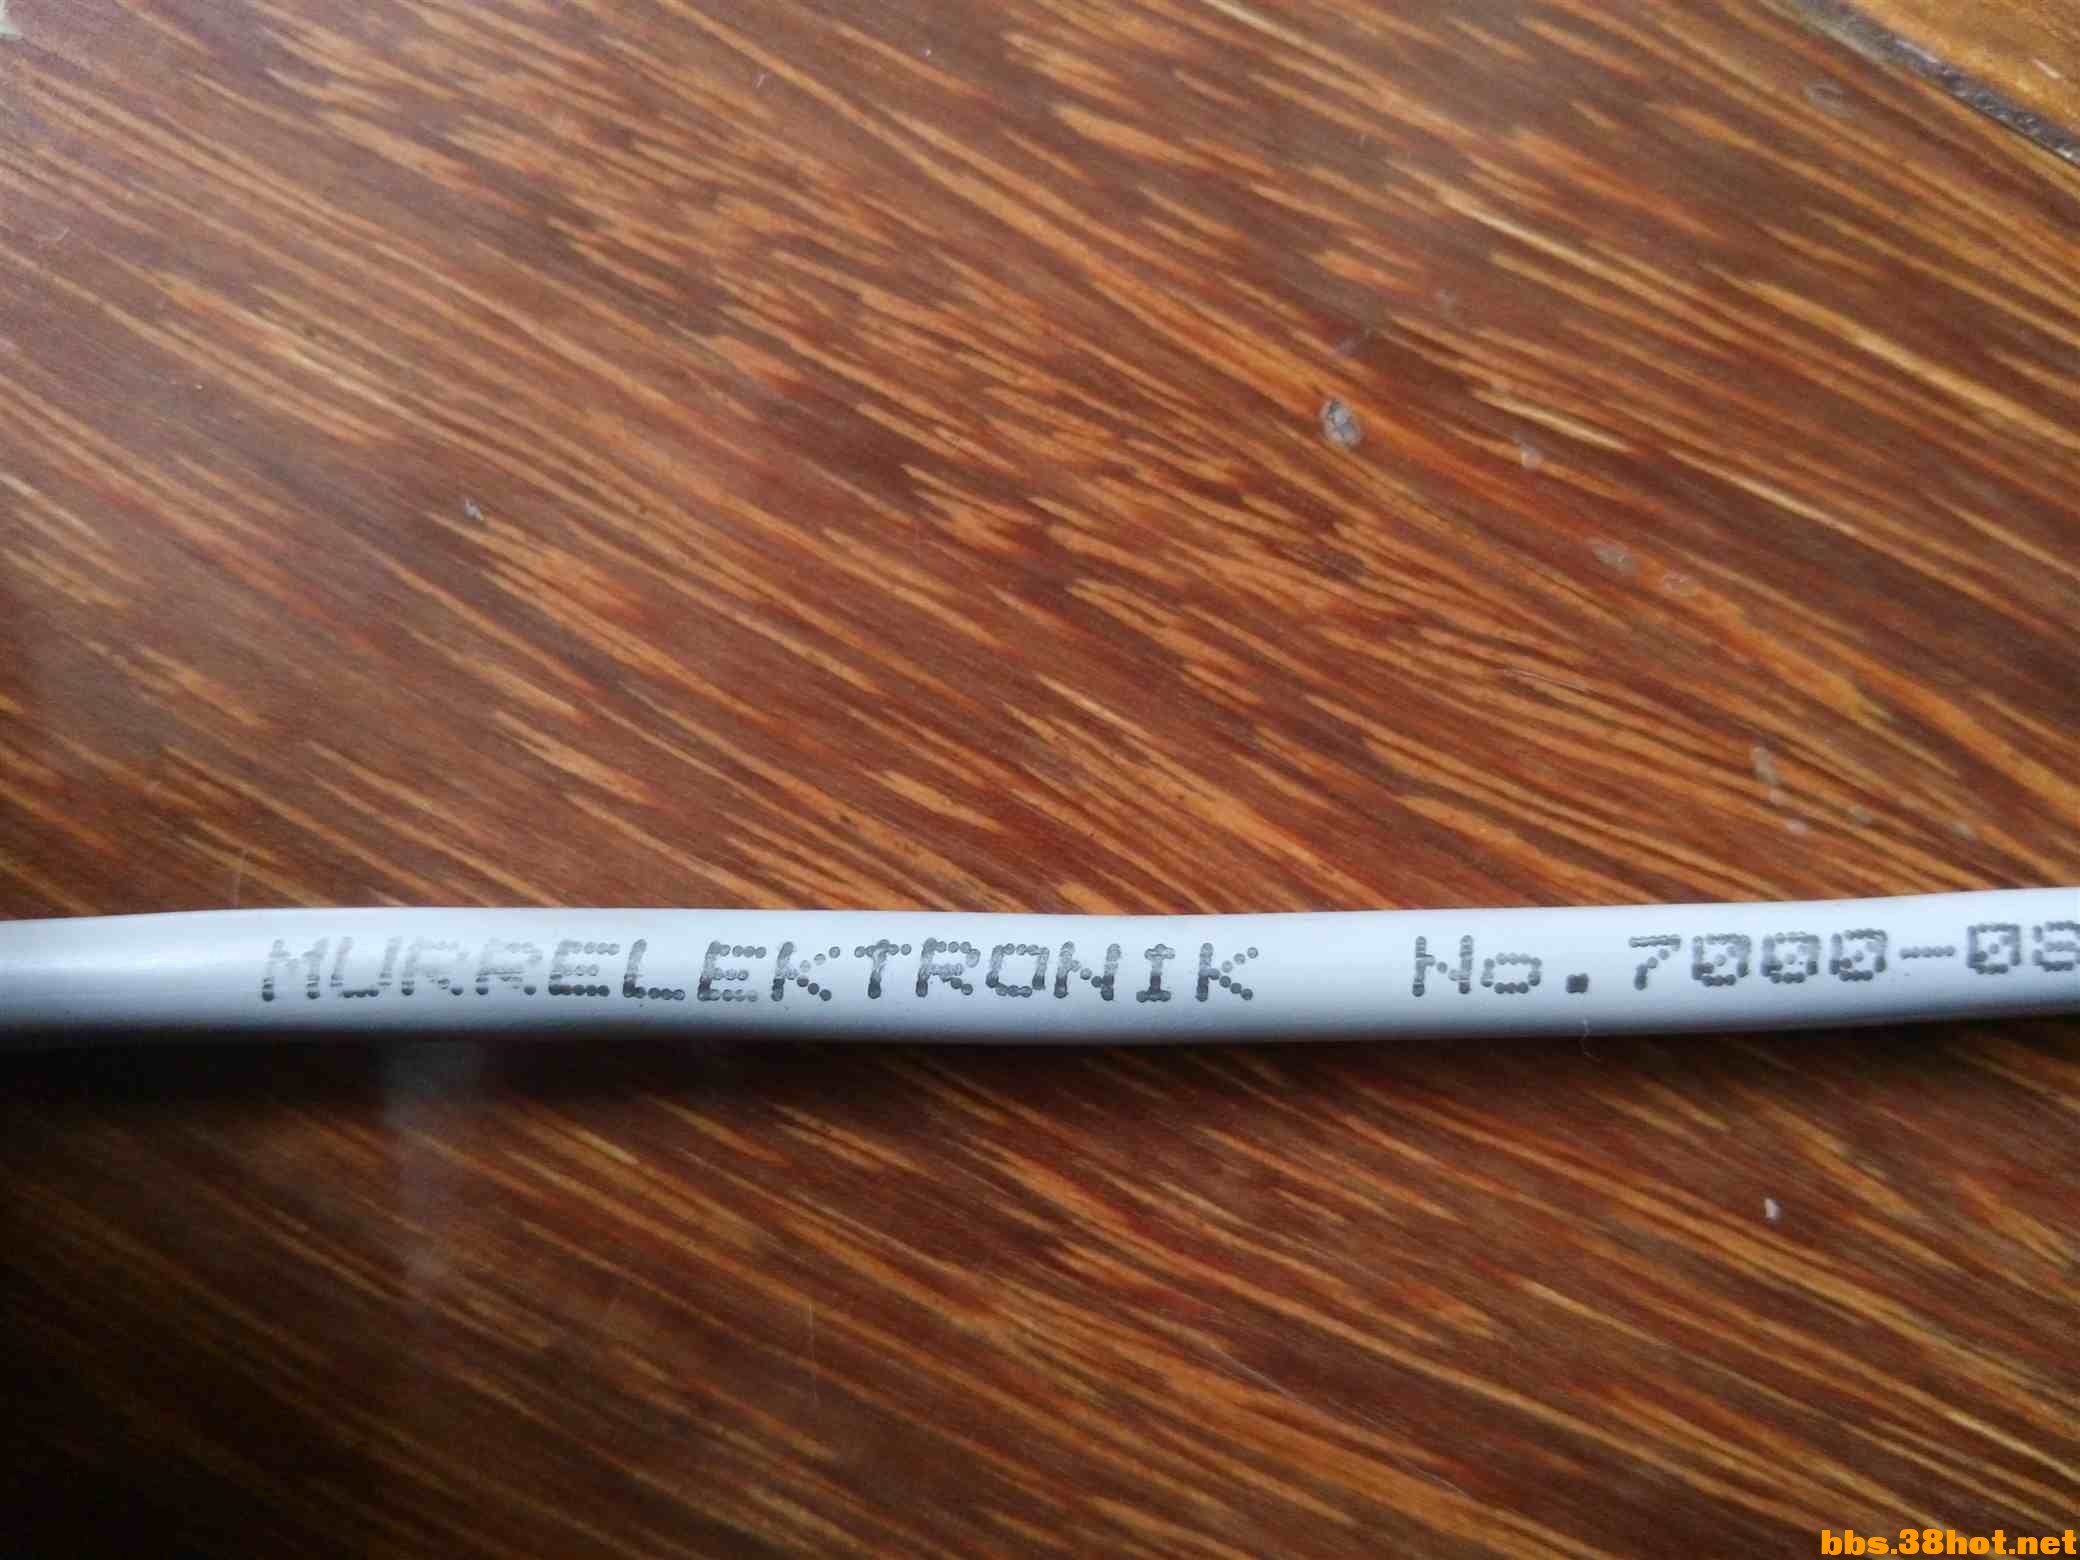 MURRELEKTRONIK No.7000-08
bbs.38hot.net